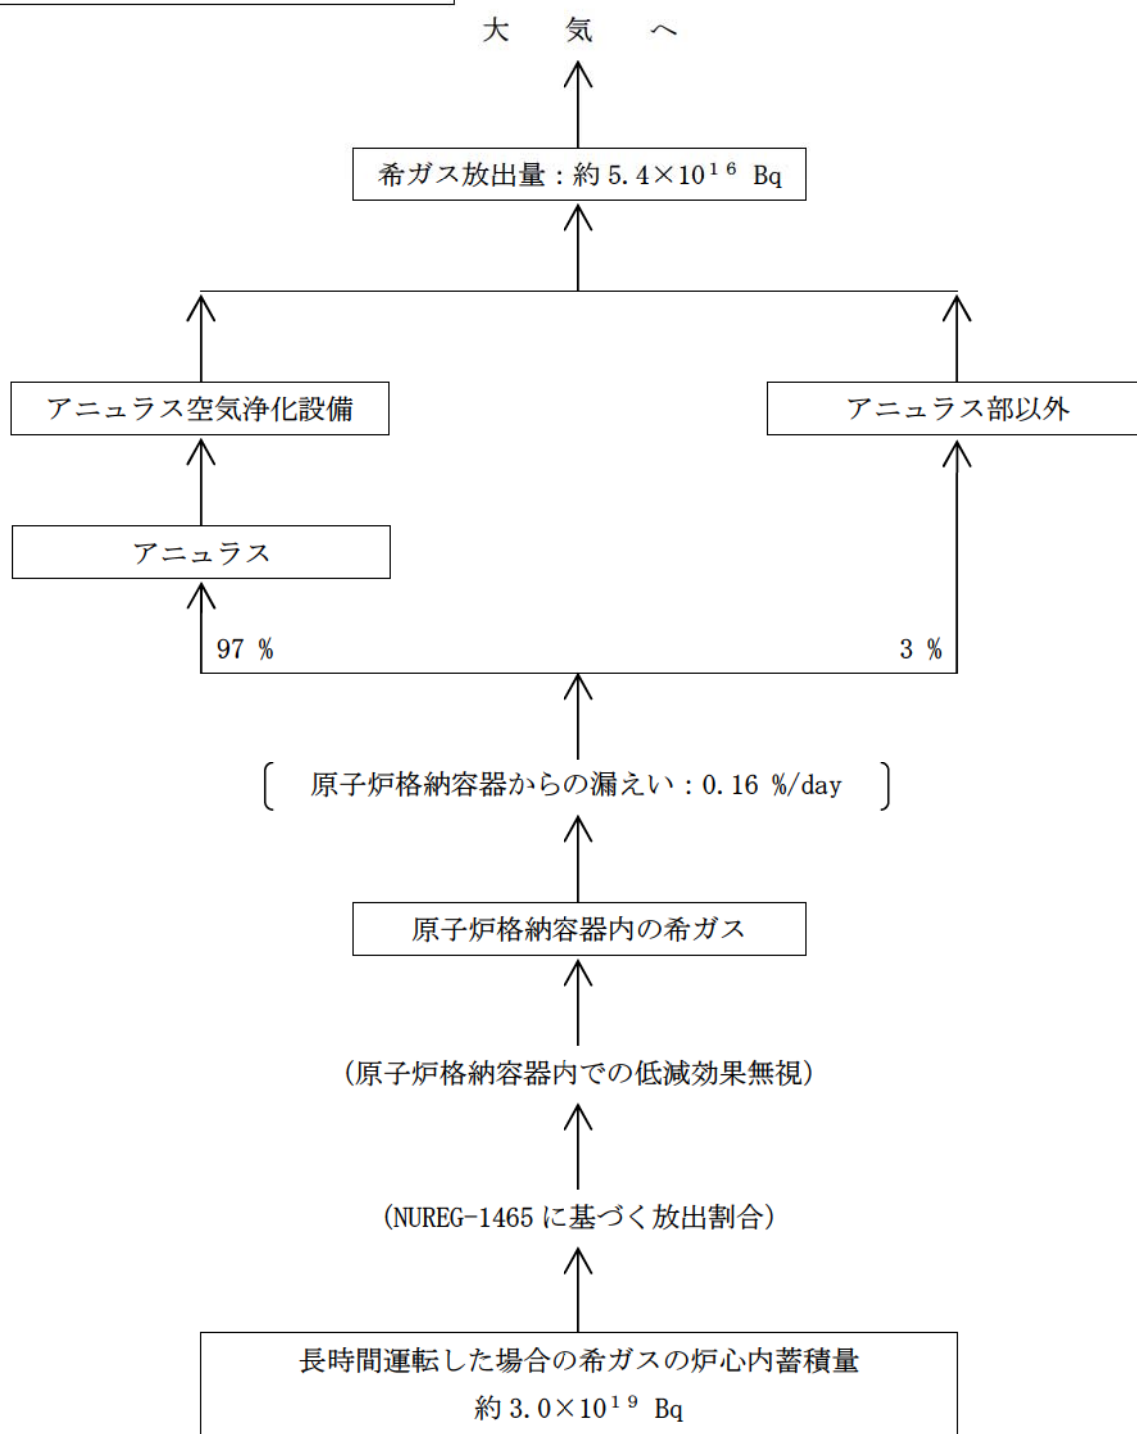 大 気 へ
希ガス放出量：約 5.4×10¹⁶ Bq
アニュラス空気浄化設備
アニュラス部以外
アニュラス
97 %
3 %
〔 原子炉格納容器からの漏えい：0.16 %/day 〕
原子炉格納容器内の希ガス
(原子炉格納容器内での低減効果無視)
(NUREG-1465 に基づく放出割合)
長時間運転した場合の希ガスの炉心内蓄積量
約 3.0×10¹⁹ Bq